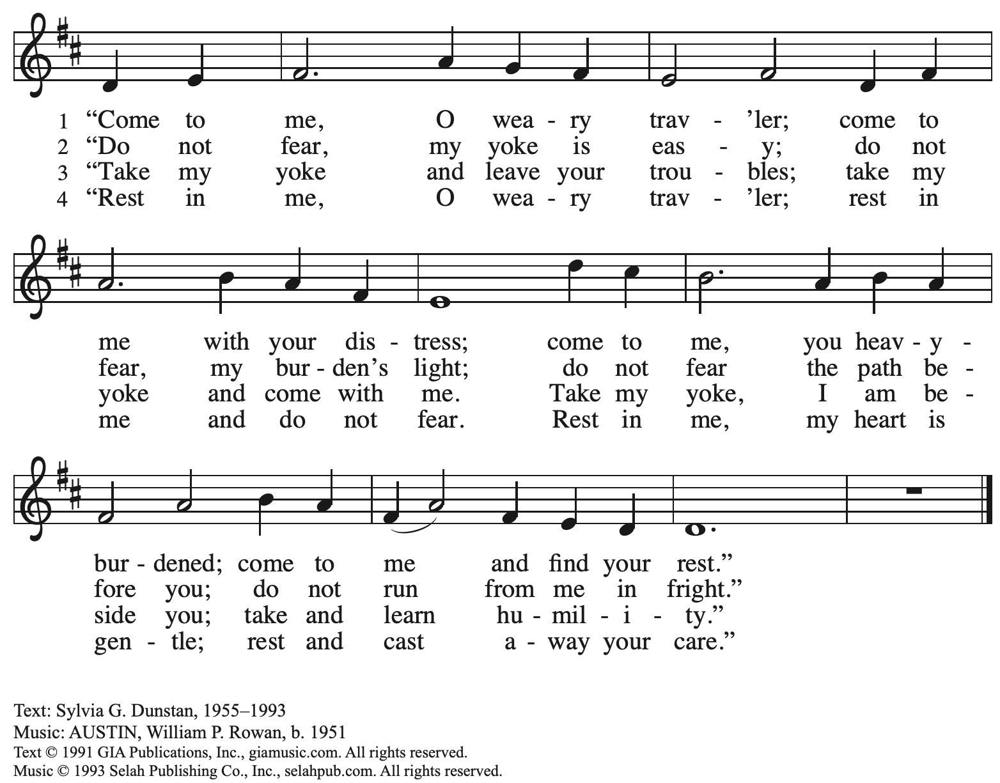 1 “Come to me, O wea - ry trav - ’ler; come to
2 “Do not fear, my yoke is eas - y; do not
3 “Take my yoke and leave your trou - bles; take my
4 “Rest in me, O wea - ry trav - ’ler; rest in
me with your dis - tress; come to me, you heav - y -
fear, my bur - den’s light; do not fear the path be -
yoke and come with me. Take my yoke, I am be -
me and do not fear. Rest in me, my heart is
bur - dened; come to me and find your rest.”
fore you; do not run from me in fright.”
side you; take and learn hu - mil - i - ty.”
gen - tle; rest and cast a - way your care.”
Text: Sylvia G. Dunstan, 1955–1993
Music: AUSTIN, William P. Rowan, b. 1951
Text © 1991 GIA Publications, Inc., giamusic.com. All rights reserved.
Music © 1993 Selah Publishing Co., Inc., selahpub.com. All rights reserved.